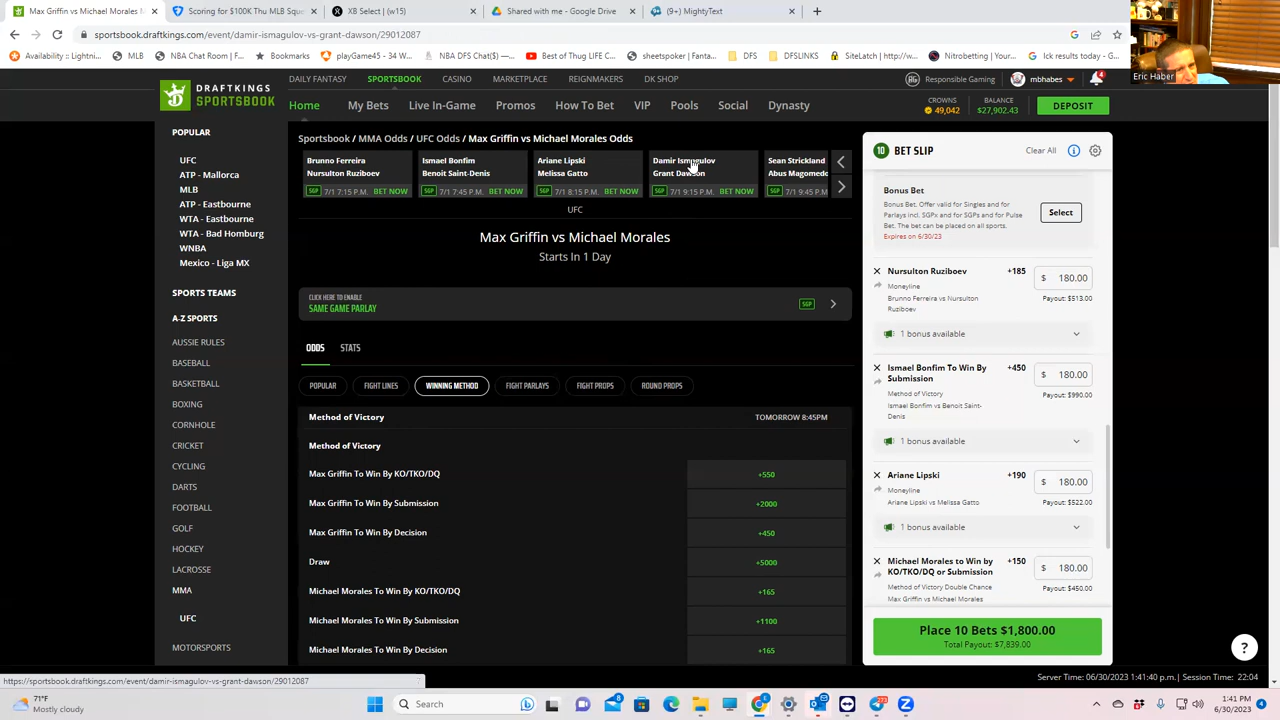 Max Griffin vs Michael Morales M
Scoring for $100K Thu MLB Squ
XB Select | (w15)
Shared with me - Google Drive
(9+) MightyText
sportsbook.draftkings.com/event/damir-ismagulov-vs-grant-dawson/29012087
Availability : Lightn...
MLB
NBA Chat Room | F...
Bookmarks
playGame45 - 34 W...
NBA DFS Chat($) —...
Best of thug LIFE C...
sheetspoker - Twitch
DFS
DFSLINKS
SiteLatch | http://w...
Nitrobetting | Your...
Ick results today - G...
Eric Haber
DRAFTKINGS
SPORTSBOOK
DAILY FANTASY
SPORTSBOOK
CASINO
MARKETPLACE
REIGNMAKERS
DK SHOP
Responsible Gaming
mbhabes
4
Home
My Bets
Live In-Game
Promos
How To Bet
VIP
Pools
Social
Dynasty
CROWNS
49,042
BALANCE
$27,902.43
DEPOSIT
POPULAR
UFC
ATP - Mallorca
MLB
ATP - Eastbourne
WTA - Eastbourne
WTA - Bad Homburg
WNBA
Mexico - Liga MX
SPORTS TEAMS
A-Z SPORTS
AUSSIE RULES
BASEBALL
BASKETBALL
BOXING
CORNHOLE
CRICKET
CYCLING
DARTS
FOOTBALL
GOLF
HOCKEY
LACROSSE
MMA
UFC
MOTORSPORTS
Sportsbook / MMA Odds / UFC Odds / Max Griffin vs Michael Morales Odds
Brunno Ferreira
Nursulton Ruziboev
SGP 7/1 7:15 P.M. BET NOW
Ismael Bonfim
Benoit Saint-Denis
SGP 7/1 7:45 P.M. BET NOW
Ariane Lipski
Melissa Gatto
SGP 7/1 8:15 P.M. BET NOW
Damir Ismagulov
Grant Dawson
SGP 7/1 9:15 P.M. BET NOW
Sean Strickland
Abus Magomedo
SGP 7/1 9:45 P.M
UFC
Max Griffin vs Michael Morales
Starts In 1 Day
CLICK HERE TO ENABLE
SAME GAME PARLAY
SGP
ODDS
STATS
POPULAR
FIGHT LINES
WINNING METHOD
FIGHT PARLAYS
FIGHT PROPS
ROUND PROPS
Method of Victory
TOMORROW 8:45PM
Method of Victory
Max Griffin To Win By KO/TKO/DQ +550
Max Griffin To Win By Submission +2000
Max Griffin To Win By Decision +450
Draw +5000
Michael Morales To Win By KO/TKO/DQ +165
Michael Morales To Win By Submission +1100
Michael Morales To Win By Decision +165
10 BET SLIP
Clear All
Bonus Bet
Bonus Bet. Offer valid for Singles and for
Parlays incl. SGPx and for SGPs and for Pulse
Bet. The bet can be placed on all sports.
Expires on 6/30/23
Select
Nursulton Ruziboev +185 $ 180.00
Moneyline
Brunno Ferreira vs Nursulton
Ruziboev
Payout: $513.00
1 bonus available
Ismael Bonfim To Win By
Submission
+450 $ 180.00
Method of Victory
Ismael Bonfim vs Benoit Saint-
Denis
Payout: $990.00
1 bonus available
Ariane Lipski +190 $ 180.00
Moneyline
Ariane Lipski vs Melissa Gatto
Payout: $522.00
1 bonus available
Michael Morales to Win by
KO/TKO/DQ or Submission
+150 $ 180.00
Method of Victory Double Chance
Max Griffin vs Michael Morales
Payout: $450.00
Place 10 Bets $1,800.00
Total Payout: $7,839.00
?
https://sportsbook.draftkings.com/event/damir-ismagulov-vs-grant-dawson/29012087
Server Time: 06/30/2023 1:41:40 p.m.| Session Time: 22:04
71°F
Mostly cloudy
Search
1:41 PM
6/30/2023